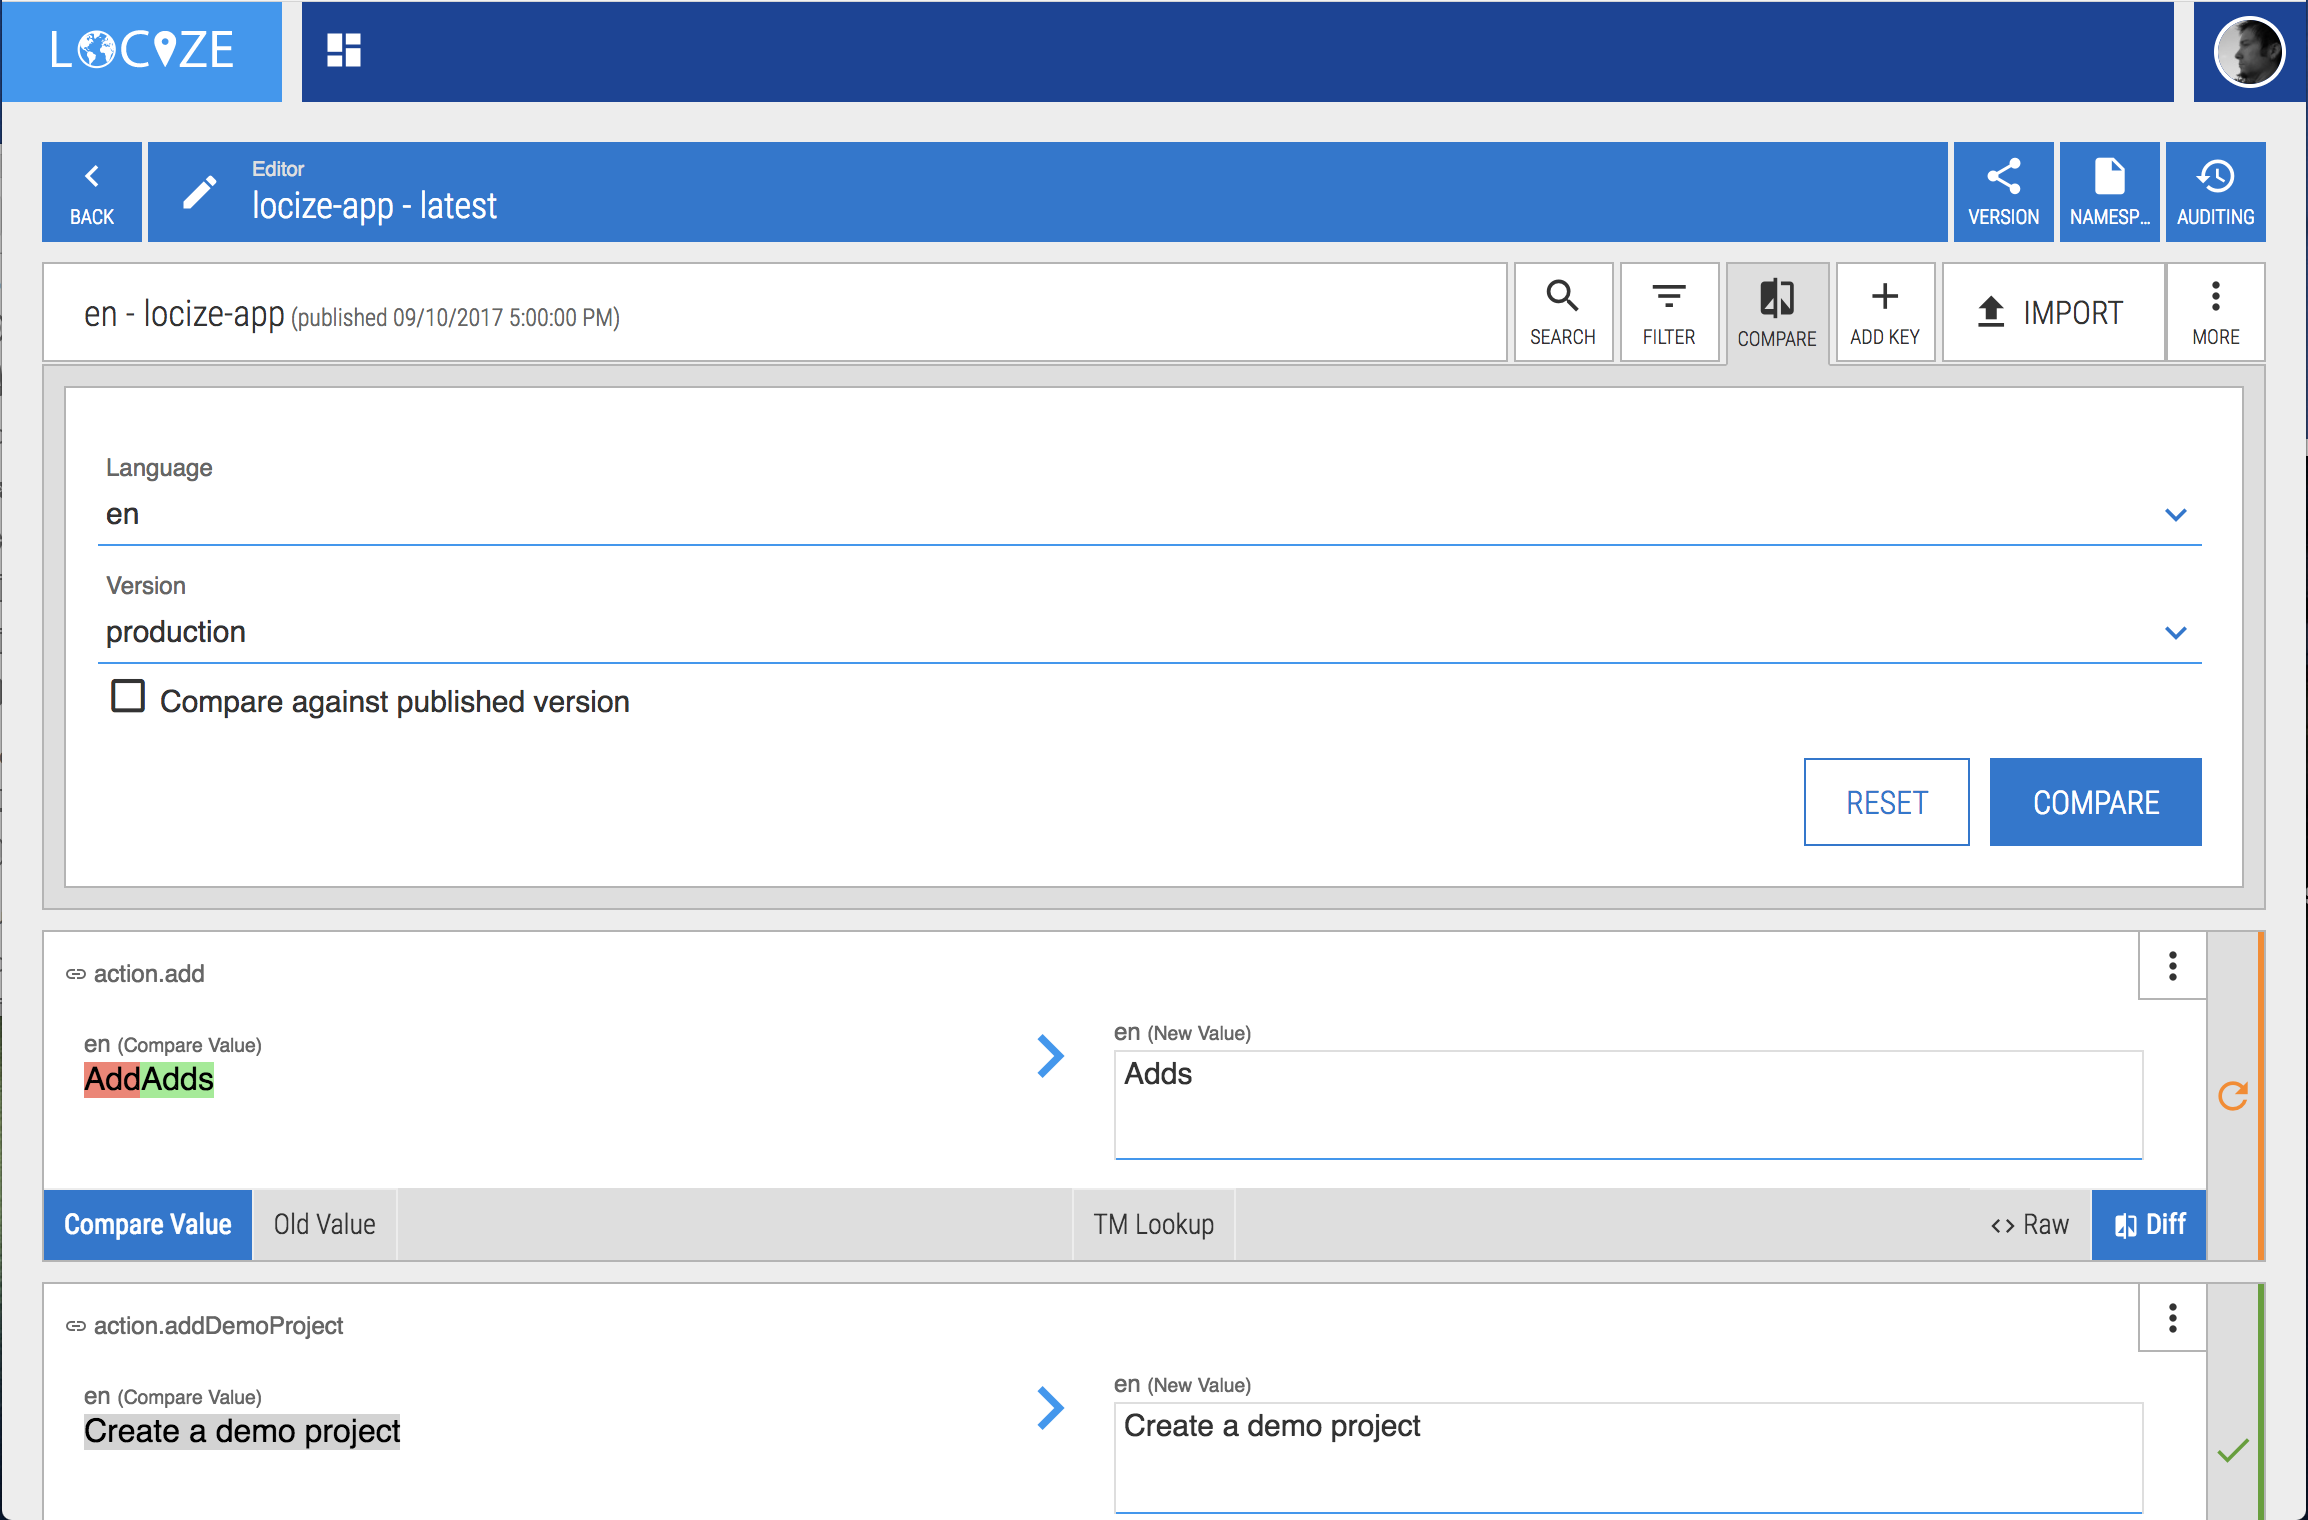 LOCIZE
BACK
Editor
locize-app - latest
VERSION
NAMESP...
AUDITING
en - locize-app (published 09/10/2017 5:00:00 PM)
SEARCH
FILTER
COMPARE
ADD KEY
IMPORT
MORE
Language
en
Version
production
Compare against published version
RESET
COMPARE
action.add
en (Compare Value)
AddAdds
en (New Value)
Adds
Compare Value
Old Value
TM Lookup
<> Raw
Diff
action.addDemoProject
en (Compare Value)
Create a demo project
en (New Value)
Create a demo project